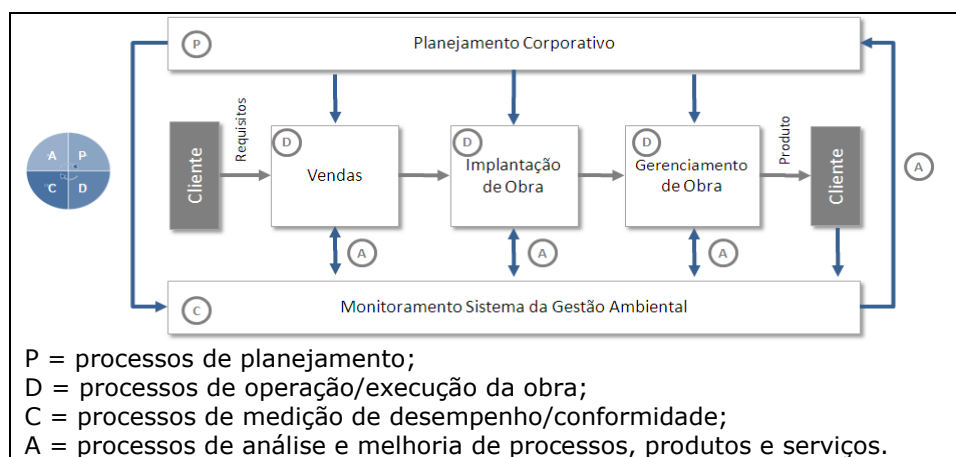 P
Planejamento Corporativo
A P
C D
Cliente
Requisitos
D
Vendas
D
Implantação
de Obra
D
Gerenciamento
de Obra
Produto
Cliente
A
A
A
A
C
Monitoramento Sistema da Gestão Ambiental
P = processos de planejamento;
D = processos de operação/execução da obra;
C = processos de medição de desempenho/conformidade;
A = processos de análise e melhoria de processos, produtos e serviços.